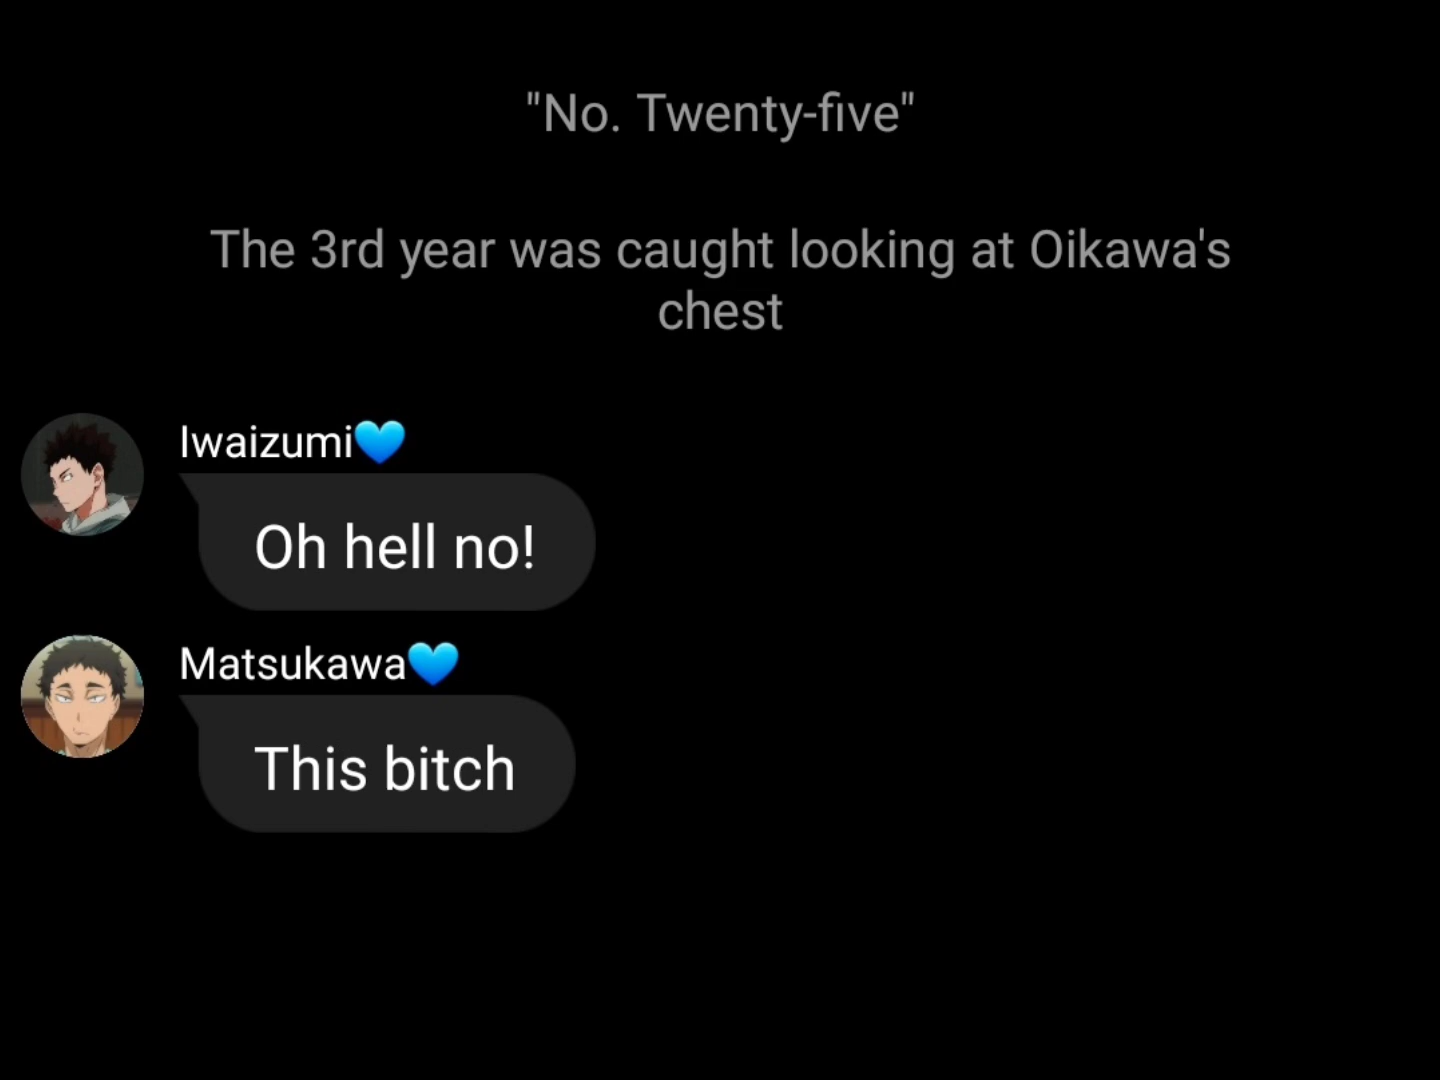 "No. Twenty-five"
The 3rd year was caught looking at Oikawa's
chest
Iwaizumi💙
Oh hell no!
Matsukawa💙
This bitch